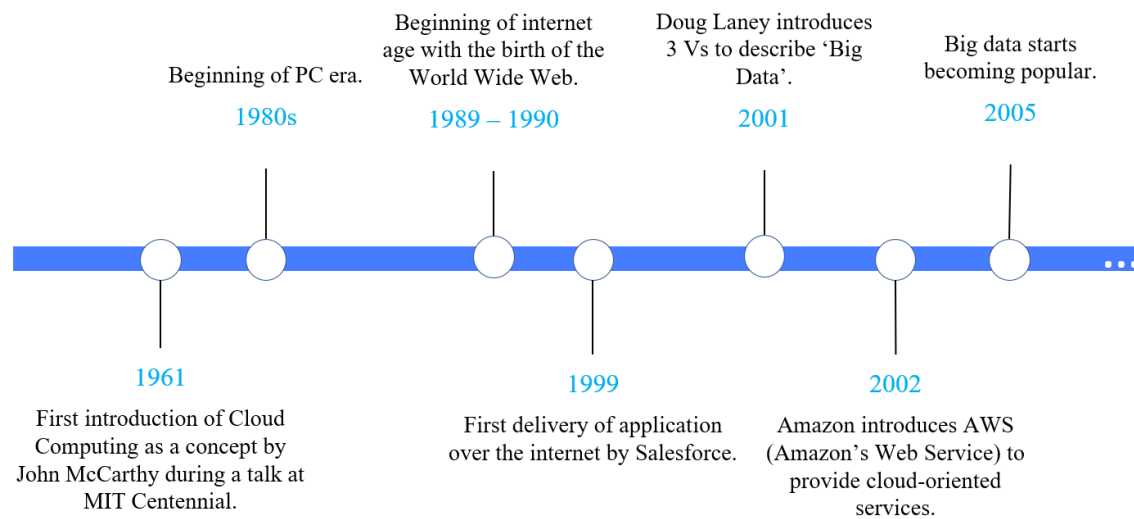 Beginning of PC era.
1980s
Beginning of internet
age with the birth of the
World Wide Web.
1989 – 1990
Doug Laney introduces
3 Vs to describe ‘Big
Data’.
2001
Big data starts
becoming popular.
2005
1961
First introduction of Cloud
Computing as a concept by
John McCarthy during a talk at
MIT Centennial.
1999
First delivery of application
over the internet by Salesforce.
2002
Amazon introduces AWS
(Amazon’s Web Service) to
provide cloud-oriented
services.